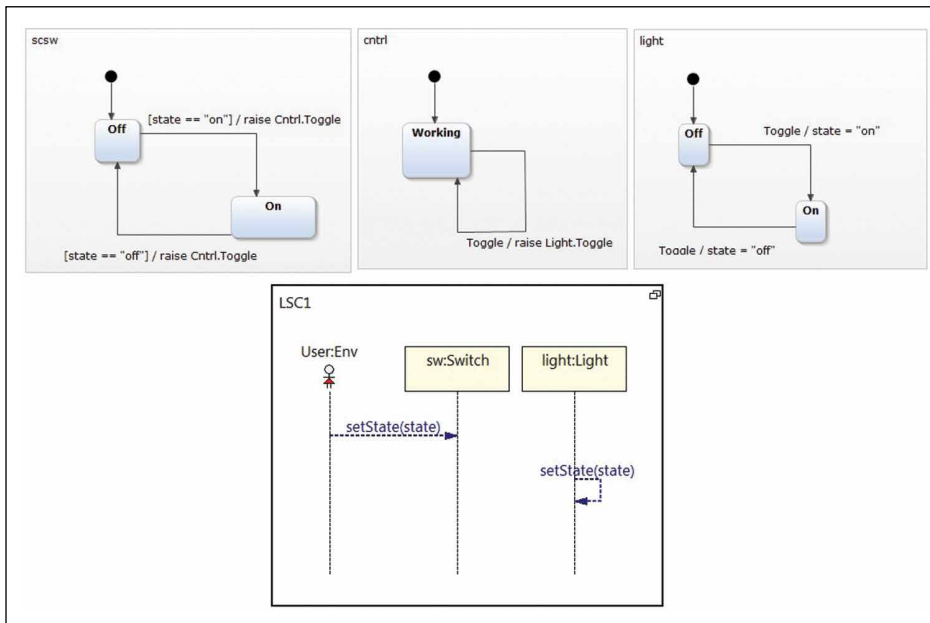 scsw
Off
[state == "on"] / raise Cntrl.Toggle
On
[state == "off"] / raise Cntrl.Toggle
cntrl
Working
Toggle / raise Light.Toggle
light
Off
Toggle / state = "on"
On
Toggle / state = "off"
LSC1
User:Env
sw:Switch
light:Light
setState(state)
setState(state)